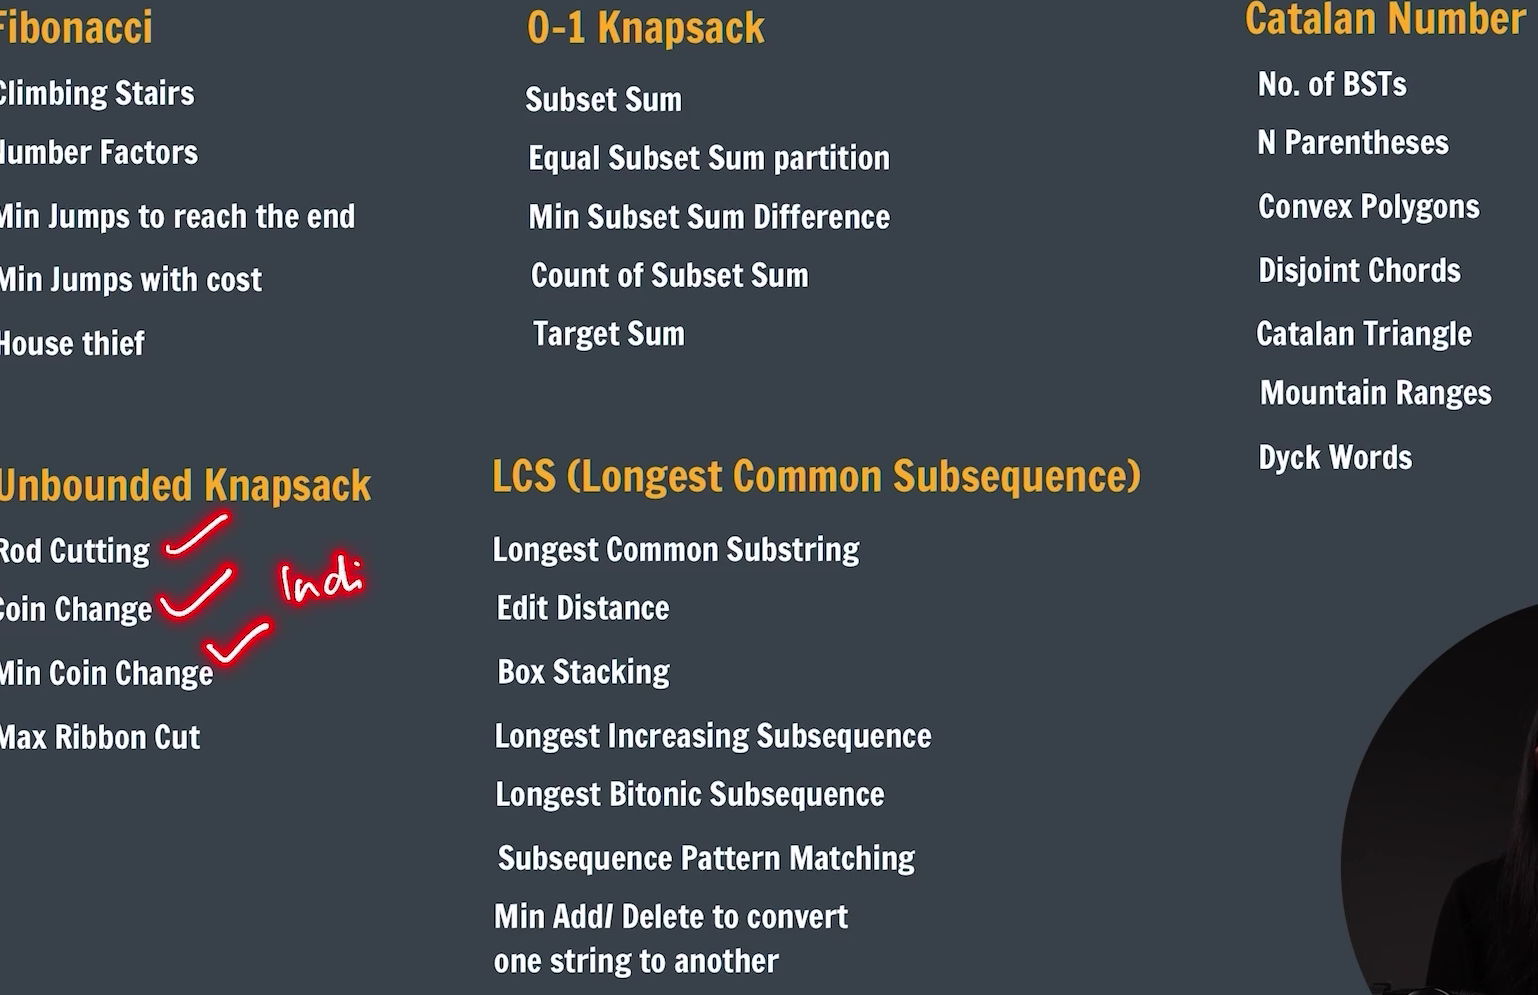 Fibonacci
Climbing Stairs
Number Factors
Min Jumps to reach the end
Min Jumps with cost
House thief
0-1 Knapsack
Subset Sum
Equal Subset Sum partition
Min Subset Sum Difference
Count of Subset Sum
Target Sum
Catalan Number
No. of BSTs
N Parentheses
Convex Polygons
Disjoint Chords
Catalan Triangle
Mountain Ranges
Dyck Words
Unbounded Knapsack
Rod Cutting
Coin Change
Indi
Min Coin Change
Max Ribbon Cut
LCS (Longest Common Subsequence)
Longest Common Substring
Edit Distance
Box Stacking
Longest Increasing Subsequence
Longest Bitonic Subsequence
Subsequence Pattern Matching
Min Add/ Delete to convert
one string to another